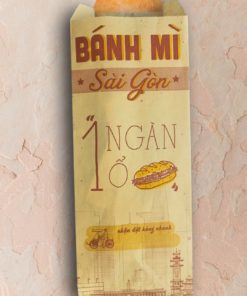 BÁNH MÌ
Sài Gòn
1 NGÀN
Ổ
nhận đặt hàng nhanh